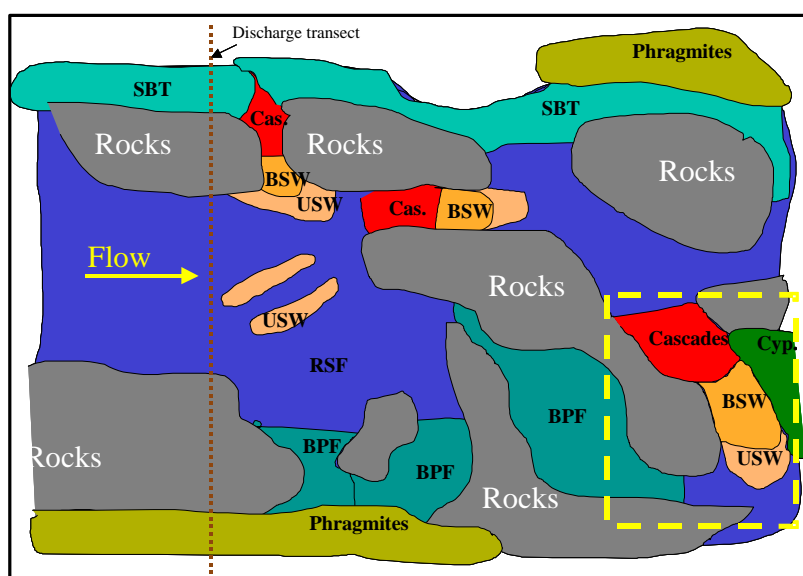 Discharge transect
Phragmites
SBT
SBT
Cas.
Rocks
Rocks
Rocks
BSW
USW
Cas.
BSW
Flow
Rocks
USW
Cascades
Cyp.
RSF
BSW
BPF
BPF
Rocks
BPF
USW
Rocks
Phragmites